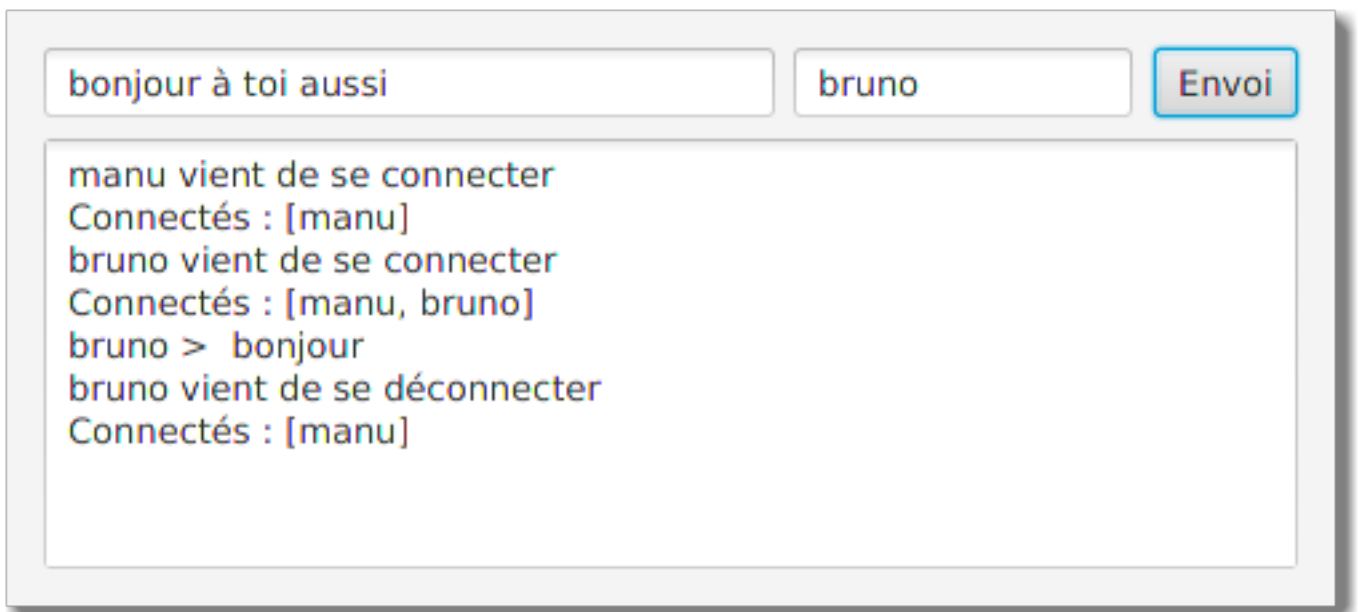 bonjour à toi aussi bruno Envoi
manu vient de se connecter
Connectés : [manu]
bruno vient de se connecter
Connectés : [manu, bruno]
bruno >  bonjour
bruno vient de se déconnecter
Connectés : [manu]